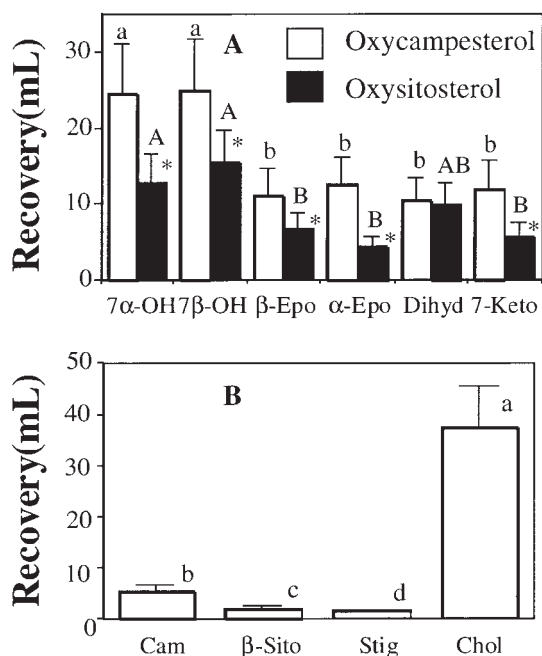 A
Oxycampesterol
Oxysitosterol
Recovery(mL)
30
20
10
0
a
A
*
a
A
*
b
B
*
b
B
*
b
AB
b
B
*
7α-OH 7β-OH β-Epo α-Epo Dihyd 7-Keto
B
Recovery(mL)
50
40
30
20
10
0
b
c
d
a
Cam β-Sito Stig Chol